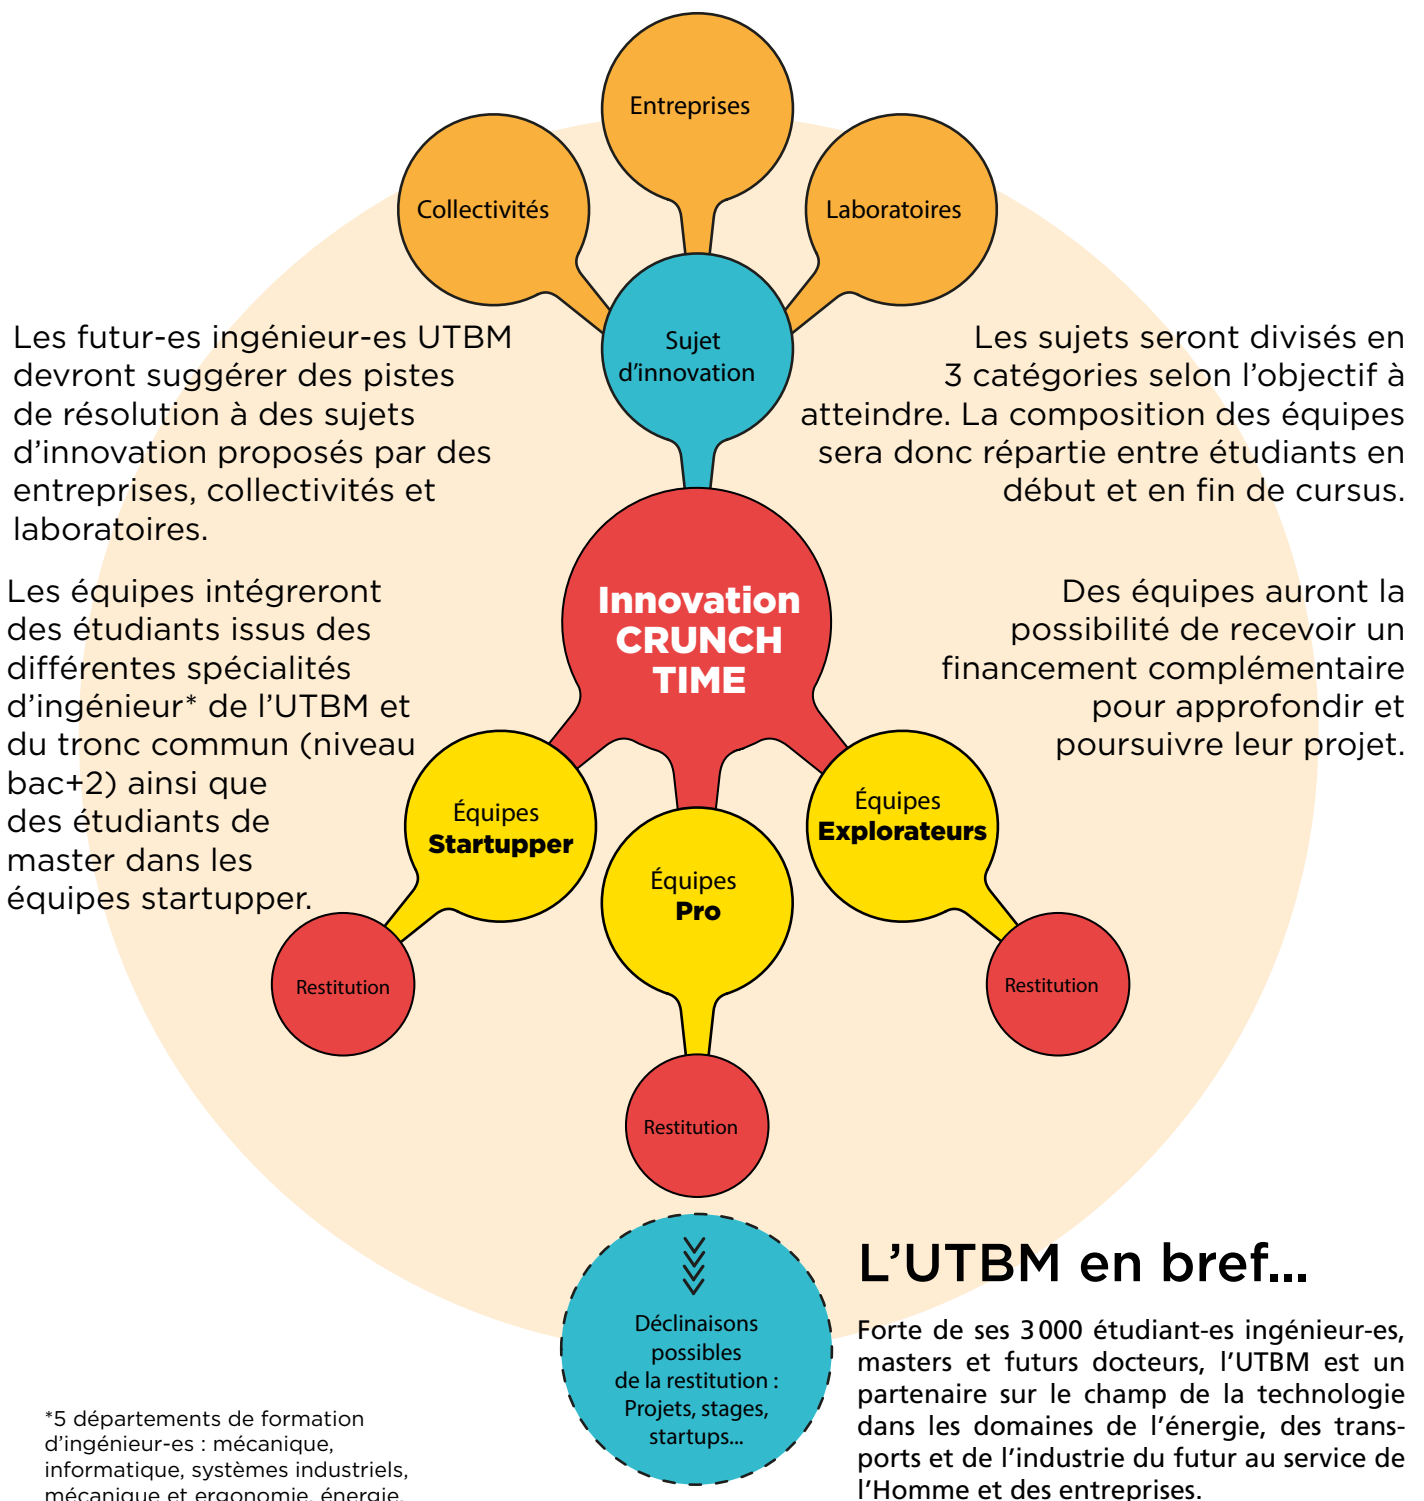 Entreprises
Collectivités
Laboratoires
Sujet
d’innovation
Les futur-es ingénieur-es UTBM
devront suggérer des pistes
de résolution à des sujets
d’innovation proposés par des
entreprises, collectivités et
laboratoires.
Les sujets seront divisés en
3 catégories selon l’objectif à
atteindre. La composition des équipes
sera donc répartie entre étudiants en
début et en fin de cursus.
Les équipes intégreront
des étudiants issus des
différentes spécialités
d’ingénieur* de l’UTBM et
du tronc commun (niveau
bac+2) ainsi que
des étudiants de
master dans les
équipes startupper.
Innovation
CRUNCH
TIME
Des équipes auront la
possibilité de recevoir un
financement complémentaire
pour approfondir et
poursuivre leur projet.
Équipes
Startupper
Équipes
Pro
Équipes
Explorateurs
Restitution
Restitution
Restitution
Déclinaisons
possibles
de la restitution :
Projets, stages,
startups...
L’UTBM en bref...
Forte de ses 3 000 étudiant-es ingénieur-es,
masters et futurs docteurs, l’UTBM est un
partenaire sur le champ de la technologie
dans les domaines de l’énergie, des trans-
ports et de l’industrie du futur au service de
l’Homme et des entreprises.
*5 départements de formation
d’ingénieur-es : mécanique,
informatique, systèmes industriels,
mécanique et ergonomie, énergie.